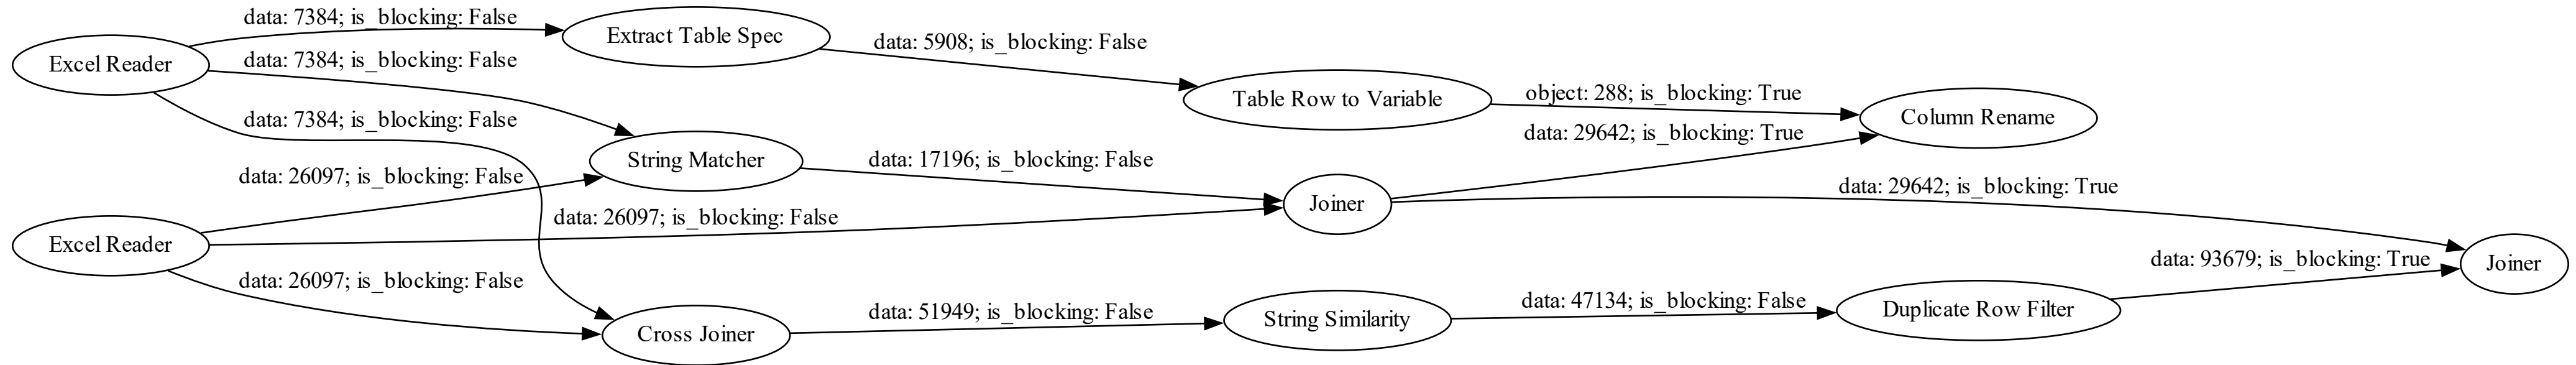 data: 7384; is_blocking: False
Extract Table Spec
data: 5908; is_blocking: False
Excel Reader
data: 7384; is_blocking: False
Table Row to Variable
object: 288; is_blocking: True
Column Rename
data: 7384; is_blocking: False
data: 29642; is_blocking: True
String Matcher
data: 17196; is_blocking: False
data: 26097; is_blocking: False
data: 29642; is_blocking: True
Joiner
data: 26097; is_blocking: False
Excel Reader
data: 93679; is_blocking: True
Joiner
data: 26097; is_blocking: False
data: 51949; is_blocking: False
String Similarity
data: 47134; is_blocking: False
Duplicate Row Filter
Cross Joiner